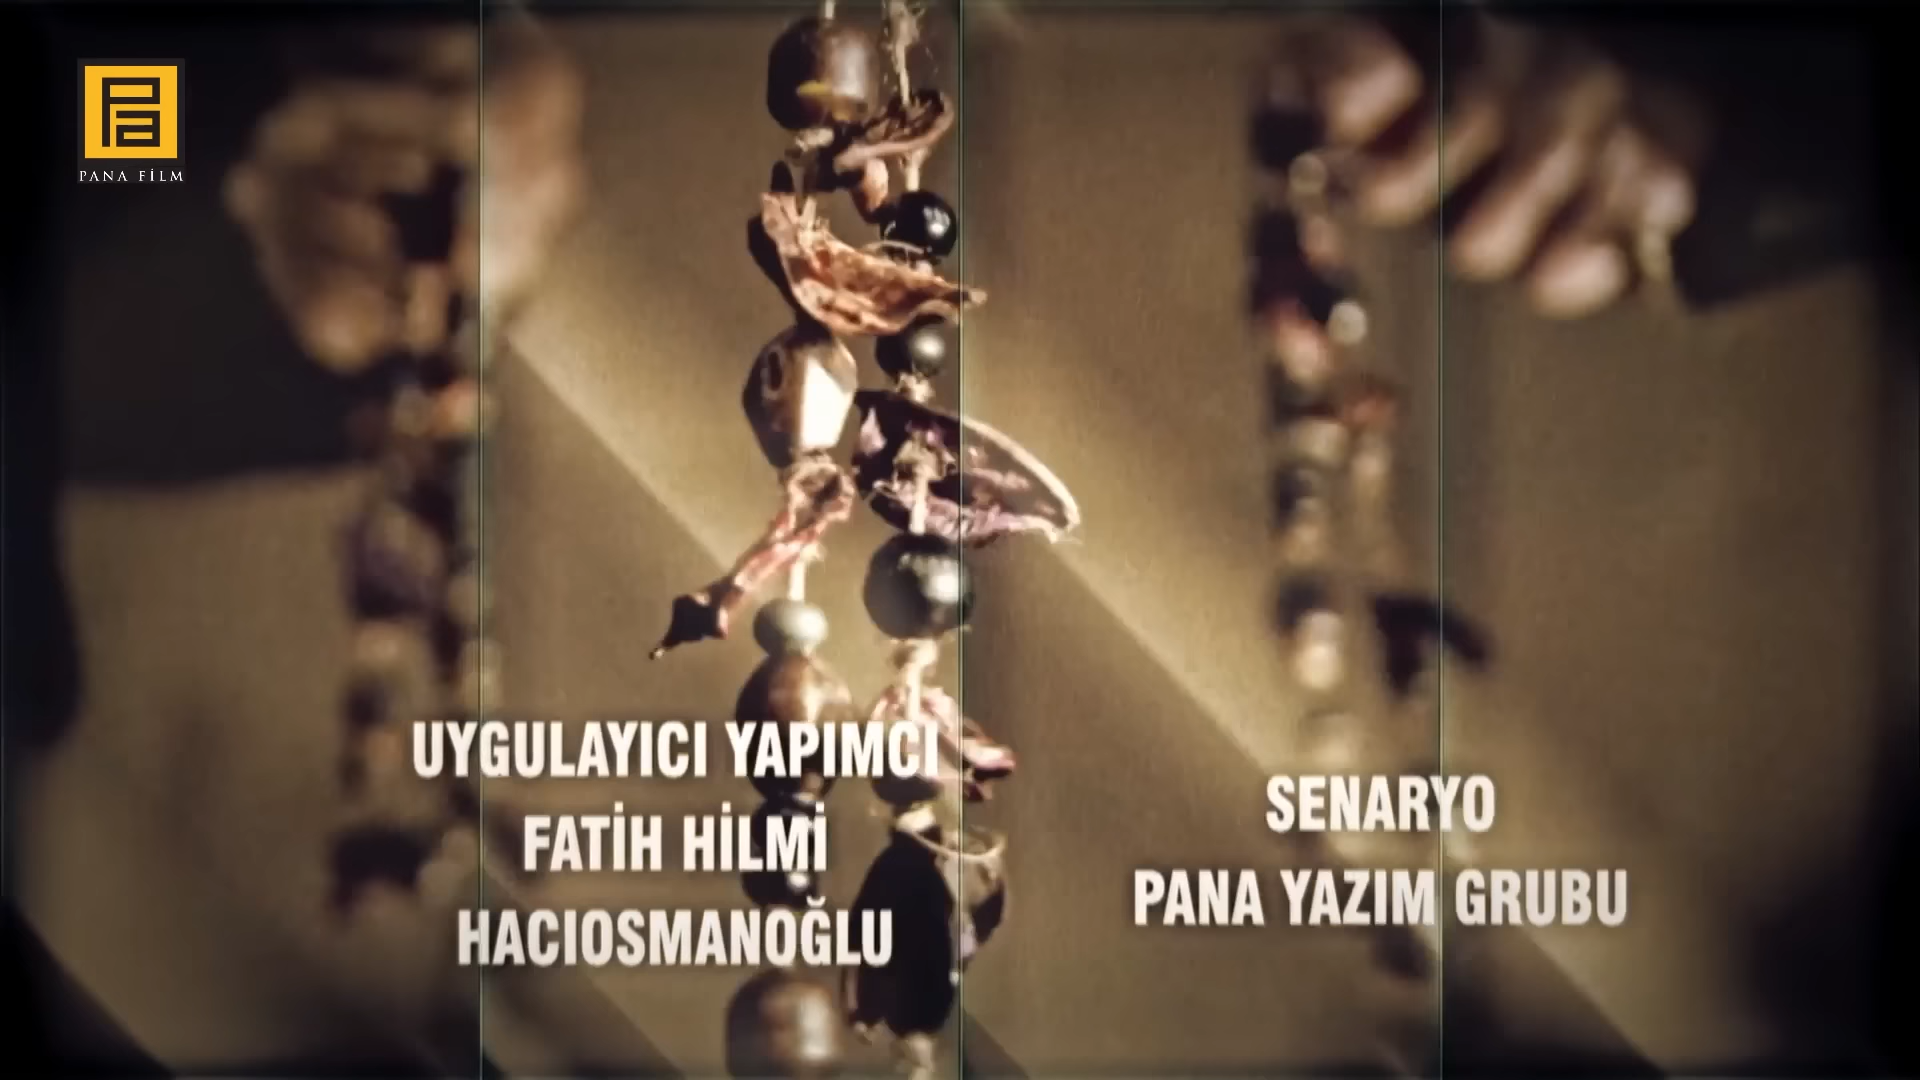 PANA FİLM
UYGULAYICI YAPIMCI
FATİH HİLMİ
HACIOSMANOĞLU
SENARYO
PANA YAZIM GRUBU